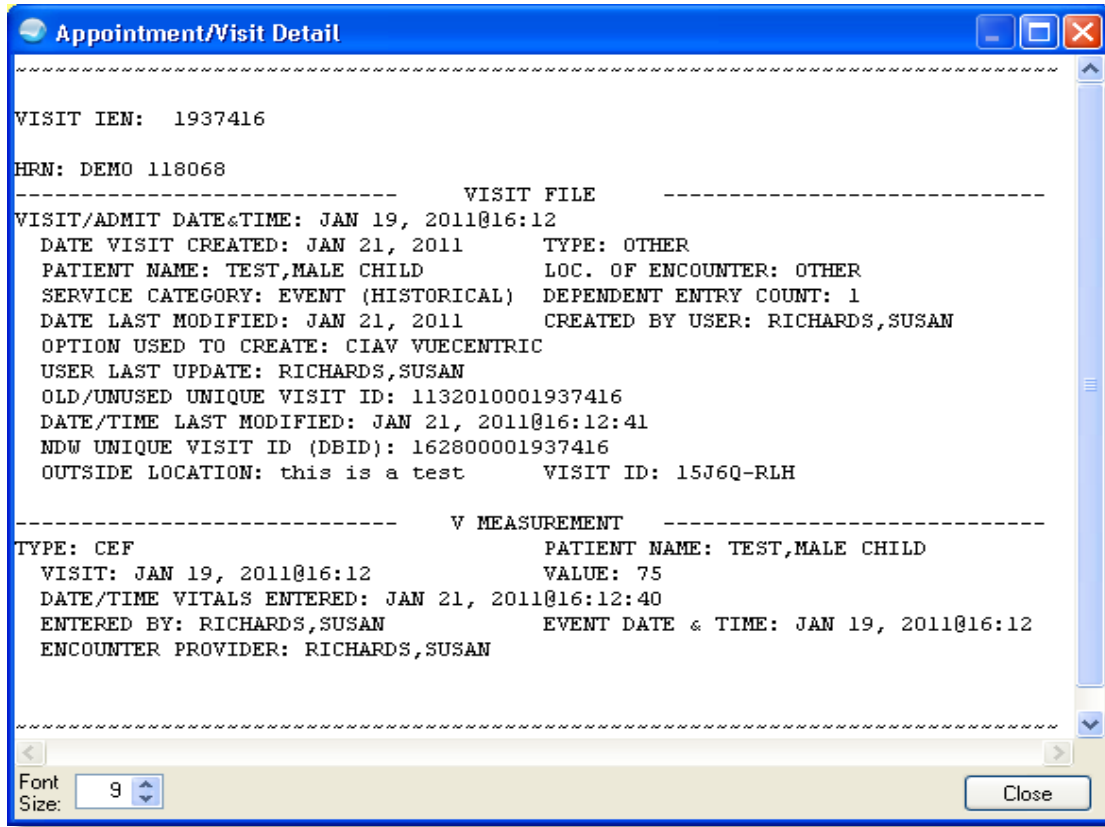 Appointment/Visit Detail
~~~~~~~~~~~~~~~~~~~~~~~~~~~~~~~~~~~~~~~~~~~~~~~~~~~~~~~~~~~~~~~~~~~~~~~~~~~~~~~
VISIT IEN:  1937416
HRN: DEMO 118068
----------------------------- VISIT FILE -----------------------------
VISIT/ADMIT DATE&TIME: JAN 19, 2011@16:12
DATE VISIT CREATED: JAN 21, 2011 TYPE: OTHER
PATIENT NAME: TEST,MALE CHILD LOC. OF ENCOUNTER: OTHER
SERVICE CATEGORY: EVENT (HISTORICAL) DEPENDENT ENTRY COUNT: 1
DATE LAST MODIFIED: JAN 21, 2011 CREATED BY USER: RICHARDS,SUSAN
OPTION USED TO CREATE: CIAV VUECENTRIC
USER LAST UPDATE: RICHARDS,SUSAN
OLD/UNUSED UNIQUE VISIT ID: 1132010001937416
DATE/TIME LAST MODIFIED: JAN 21, 2011@16:12:41
NDW UNIQUE VISIT ID (DBID): 162800001937416
OUTSIDE LOCATION: this is a test VISIT ID: 15J6Q-RLH
----------------------------- V MEASUREMENT -----------------------------
TYPE: CEF PATIENT NAME: TEST,MALE CHILD
VISIT: JAN 19, 2011@16:12 VALUE: 75
DATE/TIME VITALS ENTERED: JAN 21, 2011@16:12:40
ENTERED BY: RICHARDS,SUSAN EVENT DATE & TIME: JAN 19, 2011@16:12
ENCOUNTER PROVIDER: RICHARDS,SUSAN
~~~~~~~~~~~~~~~~~~~~~~~~~~~~~~~~~~~~~~~~~~~~~~~~~~~~~~~~~~~~~~~~~~~~~~~~~~~~~~~
Font Size: 9 Close